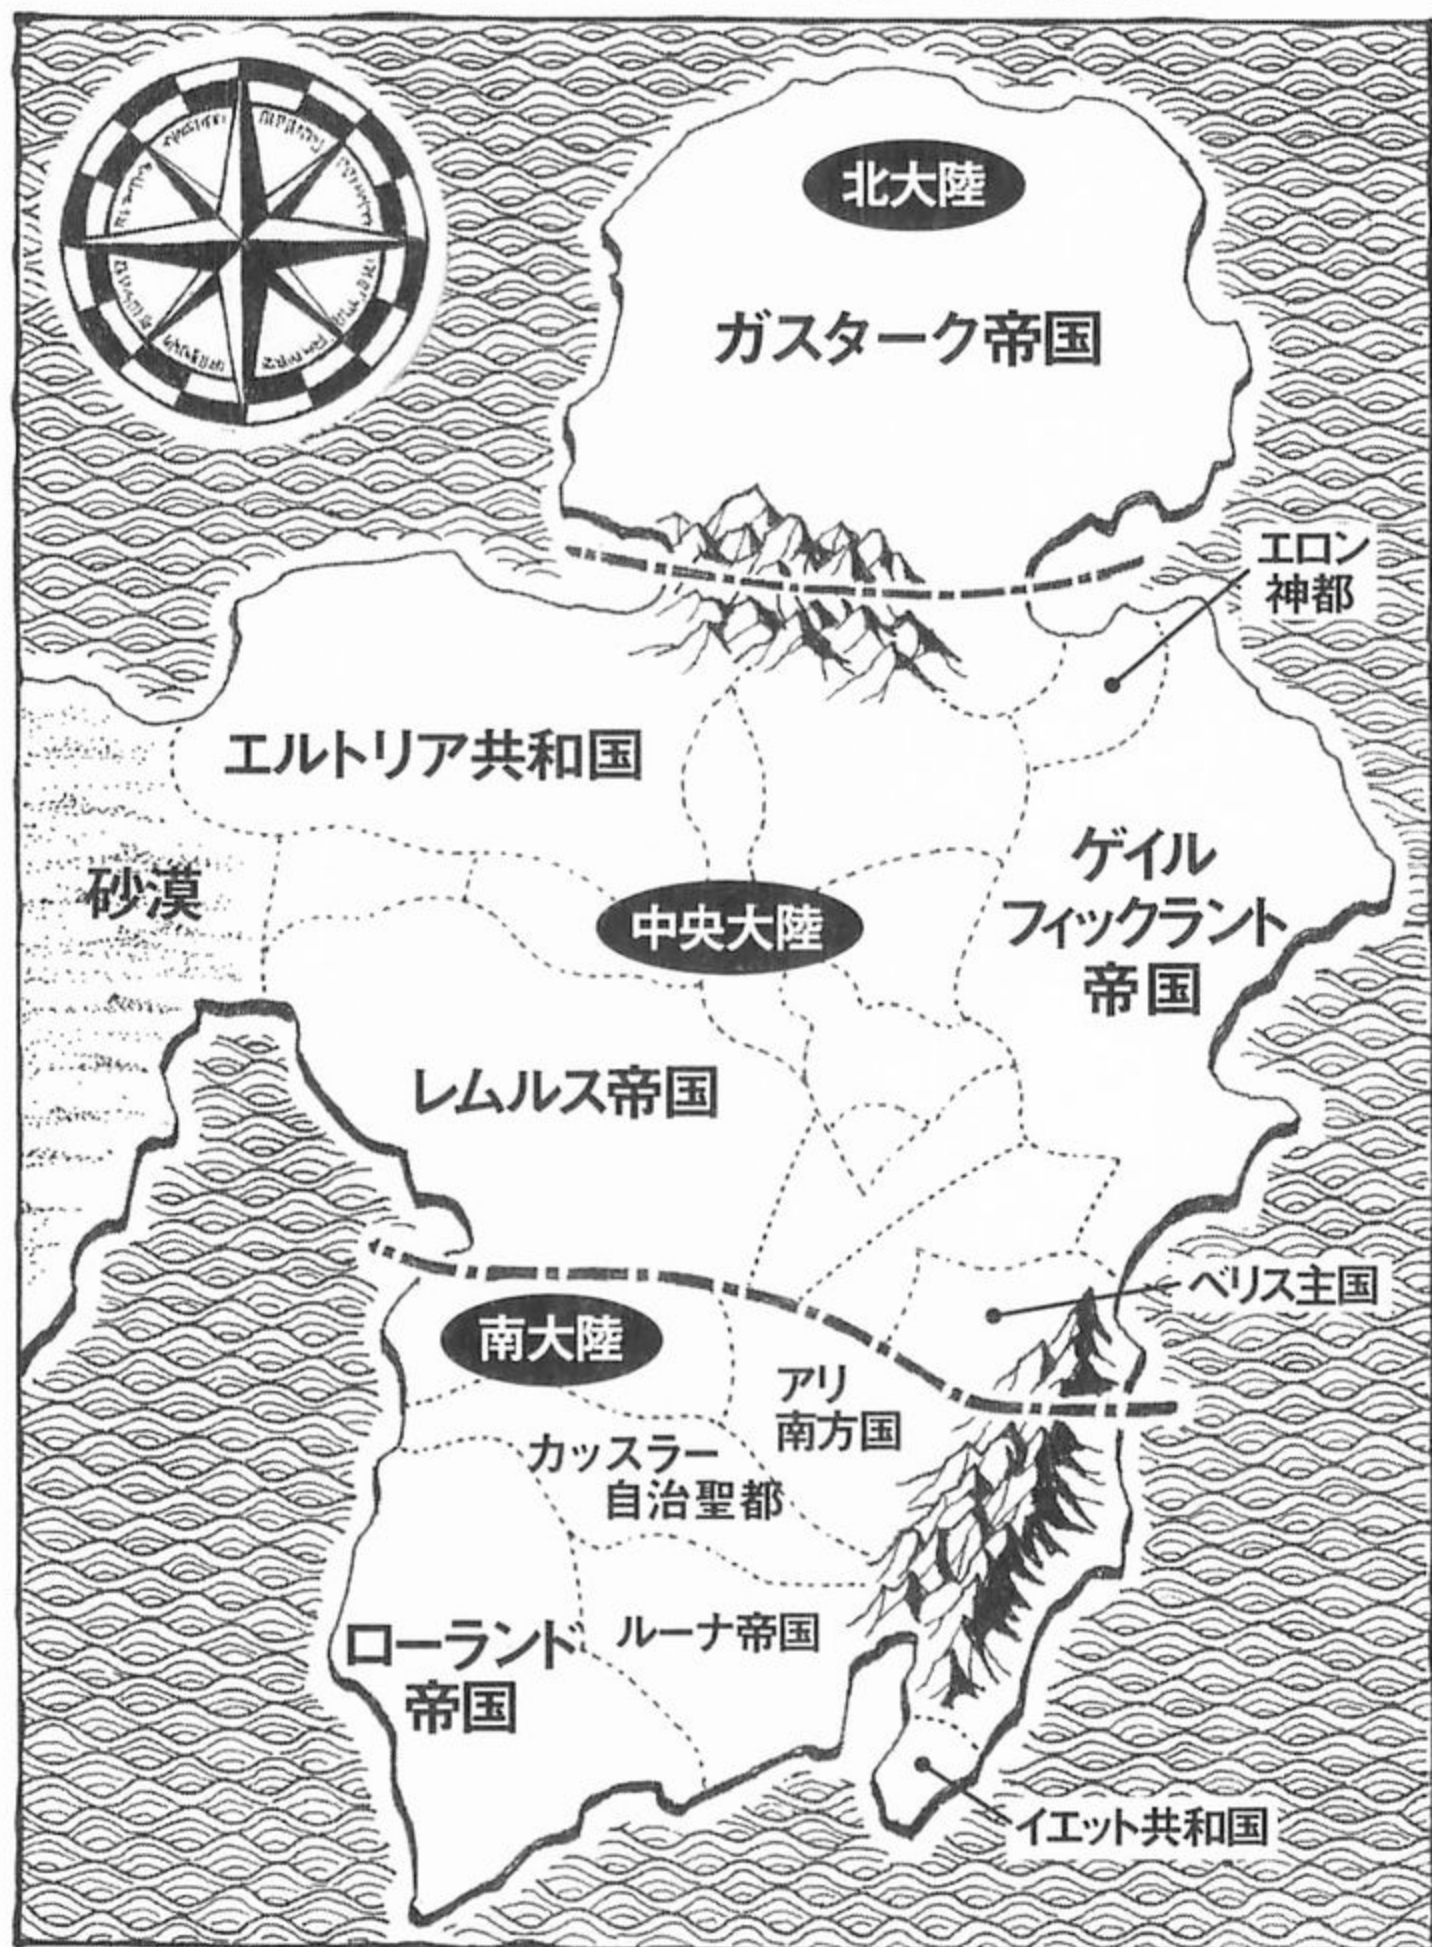 北大陸
ガスターク帝国
エロン
神都
エルトリア共和国
砂漠
中央大陸
ゲイル
フィックラント
帝国
レムルス帝国
ベリス主国
南大陸
アリ
南方国
カッスラー
自治聖都
ローランド
帝国
ルーナ帝国
イエット共和国